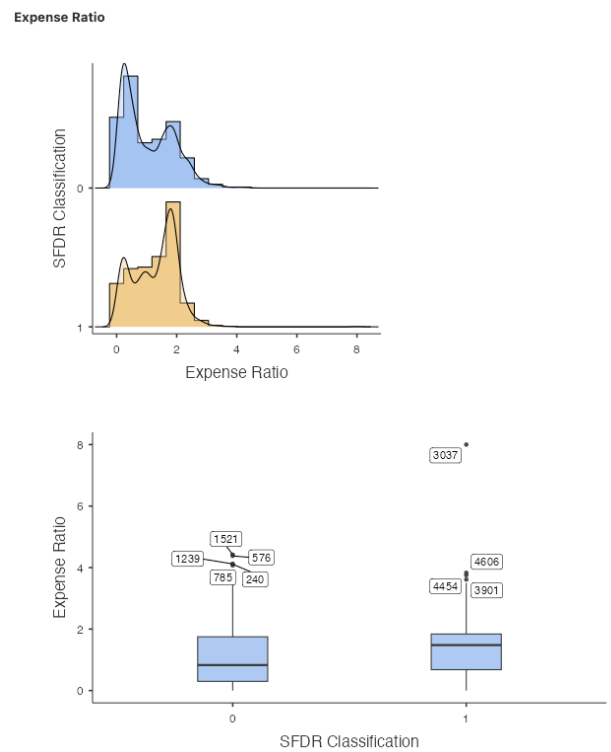 Expense Ratio
SFDR Classification
0
1
0 2 4 6 8
Expense Ratio
Expense Ratio
8
6
4
2
0
3037
1521
1239
576
785
240
4606
4454
3901
0 1
SFDR Classification